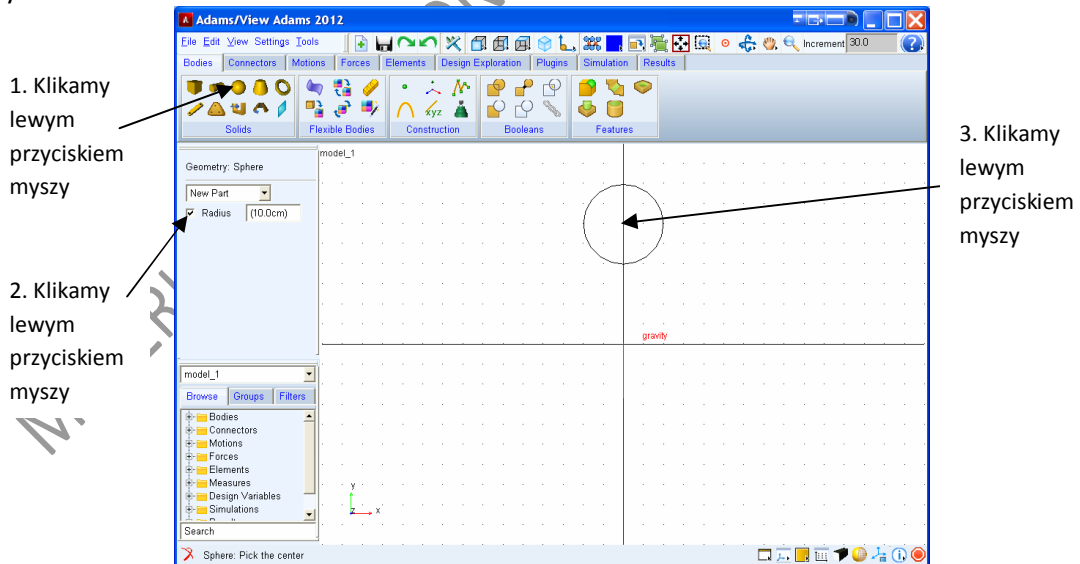 Adams/View Adams 2012
File Edit View Settings Tools
Increment 30.0
Bodies Connectors Motions Forces Elements Design Exploration Plugins Simulation Results
Solids Flexible Bodies Construction Booleans Features
1. Klikamy
lewym
przyciskiem
myszy
2. Klikamy
lewym
przyciskiem
myszy
Geometry: Sphere
New Part
Radius (10.0cm)
model_1
Browse Groups Filters
Bodies
Connectors
Motions
Forces
Elements
Measures
Design Variables
Simulations
Search
Sphere: Pick the center
model_1
gravity
y
z x
3. Klikamy
lewym
przyciskiem
myszy